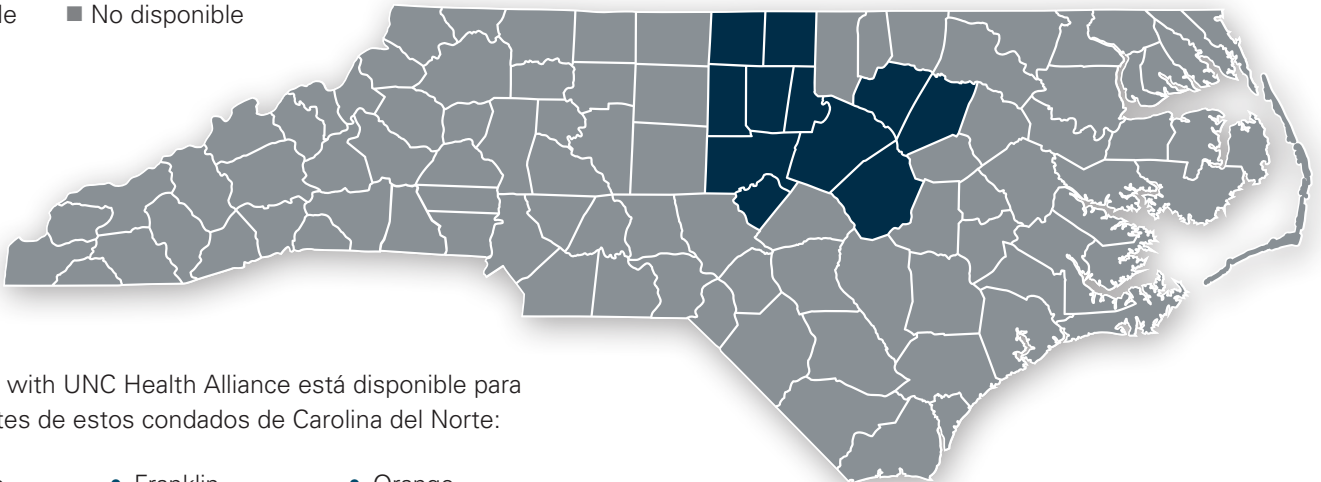 le ■ No disponible
with UNC Health Alliance está disponible para
tes de estos condados de Carolina del Norte:
• Franklin • Orange